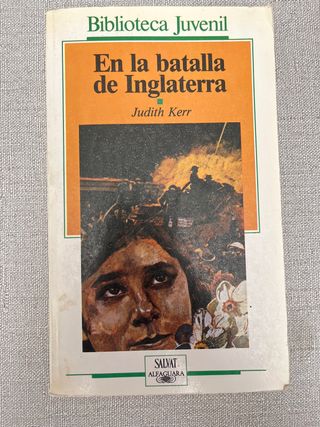 Biblioteca Juvenil
En la batalla
de Inglaterra
Judith Kerr
SALVAT
ALFAGUARA